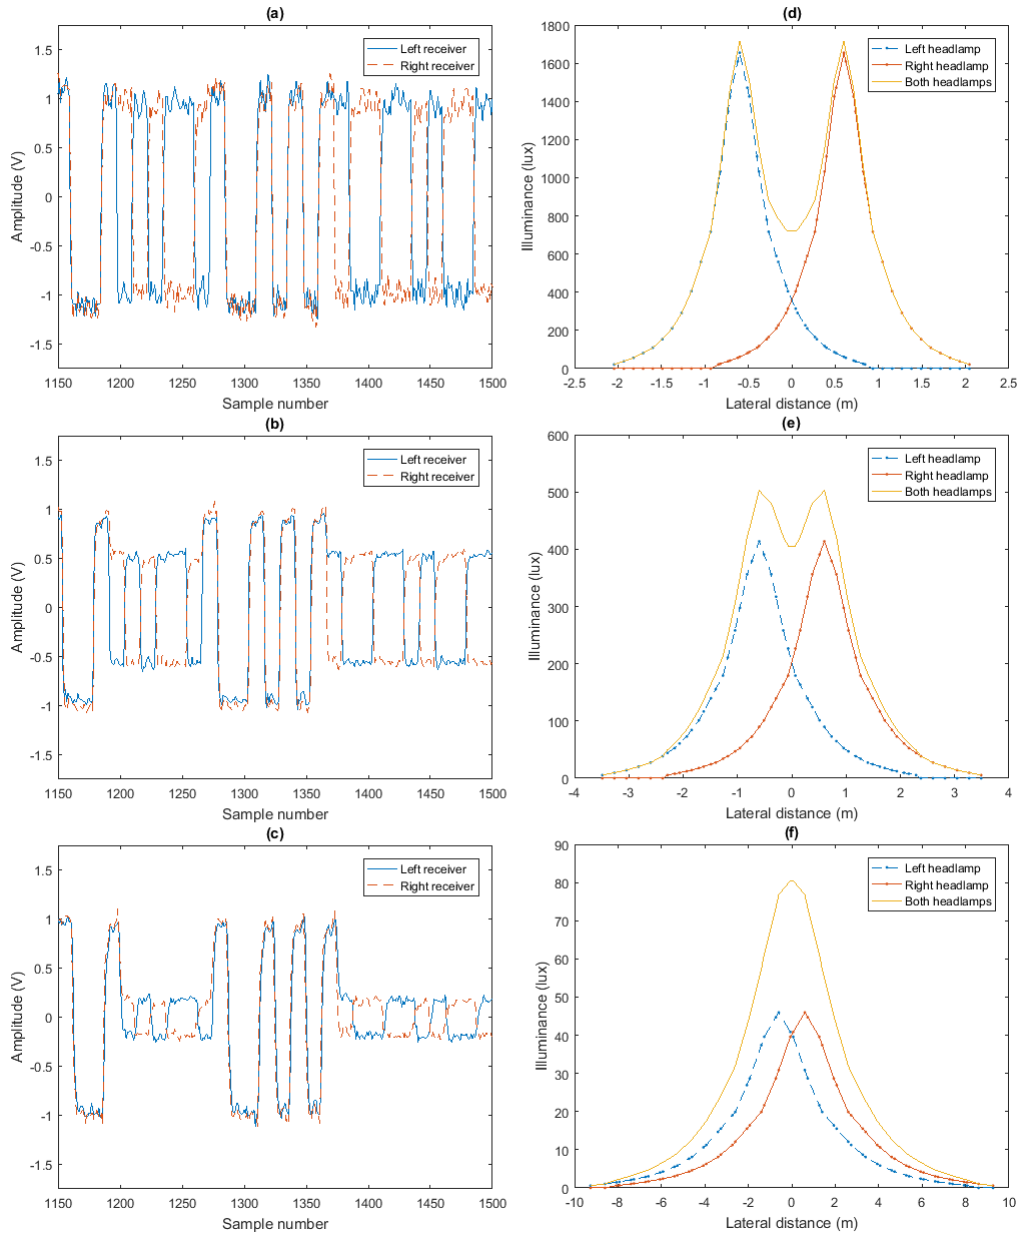 (a)
1.5
1
0.5
0
-0.5
-1
-1.5
Amplitude (V)
Left receiver
Right receiver
1150 1200 1250 1300 1350 1400 1450 1500
Sample number
(d)
1800
1600
1400
1200
1000
800
600
400
200
0
Illuminance (lux)
Left headlamp
Right headlamp
Both headlamps
-2.5 -2 -1.5 -1 -0.5 0 0.5 1 1.5 2 2.5
Lateral distance (m)
(b)
1.5
1
0.5
0
-0.5
-1
-1.5
Amplitude (V)
Left receiver
Right receiver
1150 1200 1250 1300 1350 1400 1450 1500
Sample number
(e)
600
500
400
300
200
100
0
Illuminance (lux)
Left headlamp
Right headlamp
Both headlamps
-4 -3 -2 -1 0 1 2 3 4
Lateral distance (m)
(c)
1.5
1
0.5
0
-0.5
-1
-1.5
Amplitude (V)
Left receiver
Right receiver
1150 1200 1250 1300 1350 1400 1450 1500
Sample number
(f)
90
80
70
60
50
40
30
20
10
0
Illuminance (lux)
Left headlamp
Right headlamp
Both headlamps
-10 -8 -6 -4 -2 0 2 4 6 8 10
Lateral distance (m)